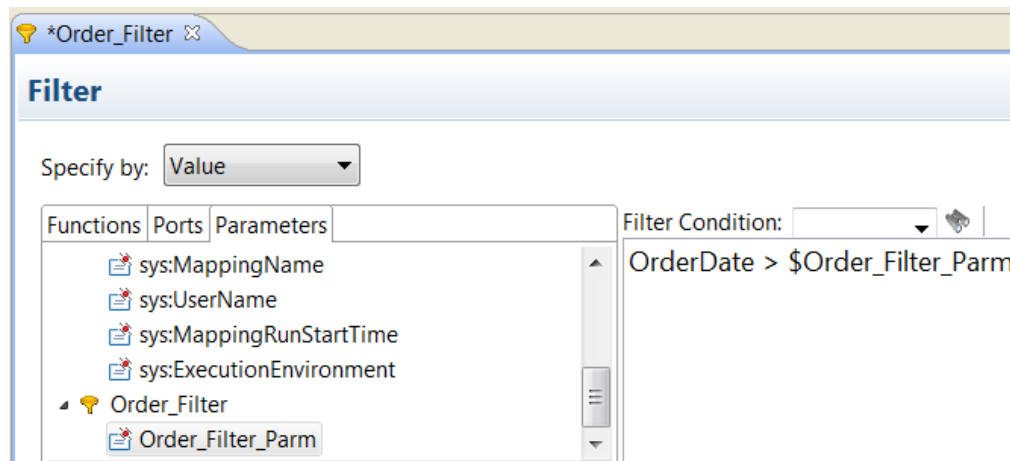 *Order_Filter
Filter
Specify by: Value
Functions Ports Parameters
Filter Condition:
sys:MappingName
sys:UserName
sys:MappingRunStartTime
sys:ExecutionEnvironment
Order_Filter
Order_Filter_Parm
OrderDate > $Order_Filter_Parm